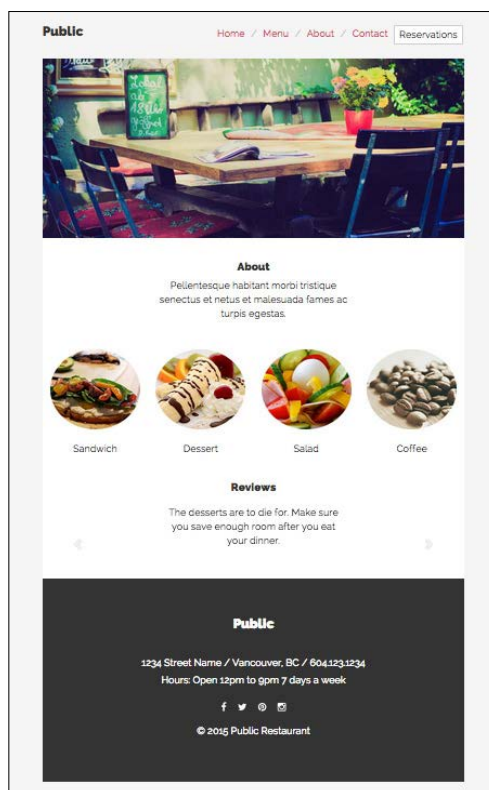 Public
Home / Menu / About / Contact Reservations
About
Pellentesque habitant morbi tristique
senectus et netus et malesuada fames ac
turpis egestas.
Sandwich Dessert Salad Coffee
Reviews
The desserts are to die for. Make sure
you save enough room after you eat
your dinner.
Public
1234 Street Name / Vancouver, BC / 604.123.1234
Hours: Open 12pm to 9pm 7 days a week
© 2015 Public Restaurant